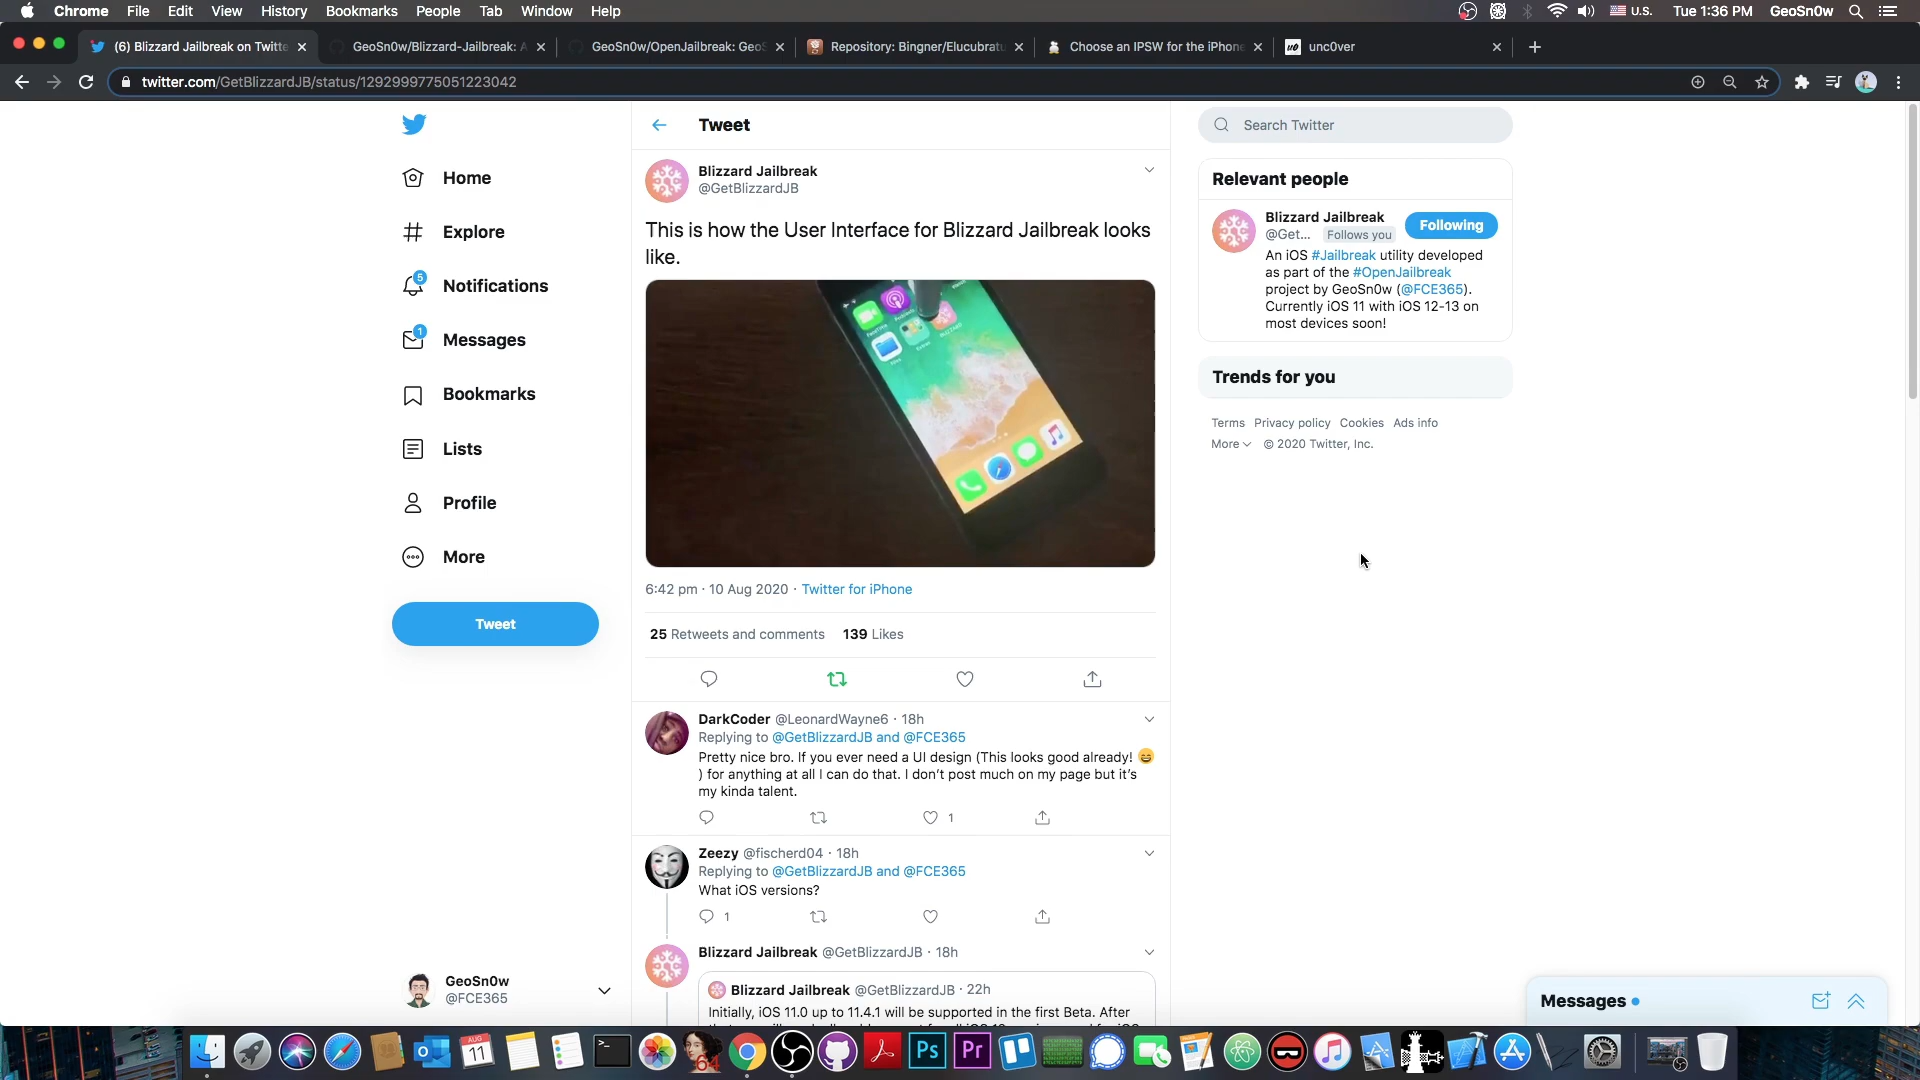 Chrome File Edit View History Bookmarks People Tab Window Help
U.S. Tue 1:36 PM GeoSn0w
(6) Blizzard Jailbreak on Twitte
GeoSn0w/Blizzard-Jailbreak: A
GeoSn0w/OpenJailbreak: GeoS
Repository: Bingner/Elucubratu
Choose an IPSW for the iPhone
unc0ver
twitter.com/GetBlizzardJB/status/1292999775051223042
Home
Explore
5
Notifications
1
Messages
Bookmarks
Lists
Profile
More
Tweet
GeoSn0w
@FCE365
Tweet
Blizzard Jailbreak
@GetBlizzardJB
This is how the User Interface for Blizzard Jailbreak looks
like.
6:42 pm · 10 Aug 2020 · Twitter for iPhone
25 Retweets and comments 139 Likes
DarkCoder @LeonardWayne6 · 18h
Replying to @GetBlizzardJB and @FCE365
Pretty nice bro. If you ever need a UI design (This looks good already! 😄
) for anything at all I can do that. I don't post much on my page but it's
my kinda talent.
1
Zeezy @fischerd04 · 18h
Replying to @GetBlizzardJB and @FCE365
What iOS versions?
1
Blizzard Jailbreak @GetBlizzardJB · 18h
Blizzard Jailbreak @GetBlizzardJB · 22h
Initially, iOS 11.0 up to 11.4.1 will be supported in the first Beta. After
Search Twitter
Relevant people
Blizzard Jailbreak
@Get... Follows you
Following
An iOS #Jailbreak utility developed
as part of the #OpenJailbreak
project by GeoSn0w (@FCE365).
Currently iOS 11 with iOS 12-13 on
most devices soon!
Trends for you
Terms Privacy policy Cookies Ads info
More © 2020 Twitter, Inc.
Messages
AUG
11
64
Ps
Pr